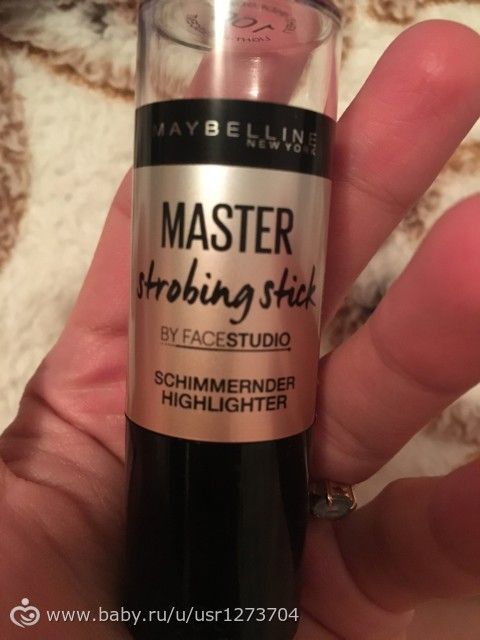 MAYBELLINE
NEW YORK
MASTER
strobing stick
BY FACESTUDIO
SCHIMMERNDER
HIGHLIGHTER
www.baby.ru/u/usr1273704